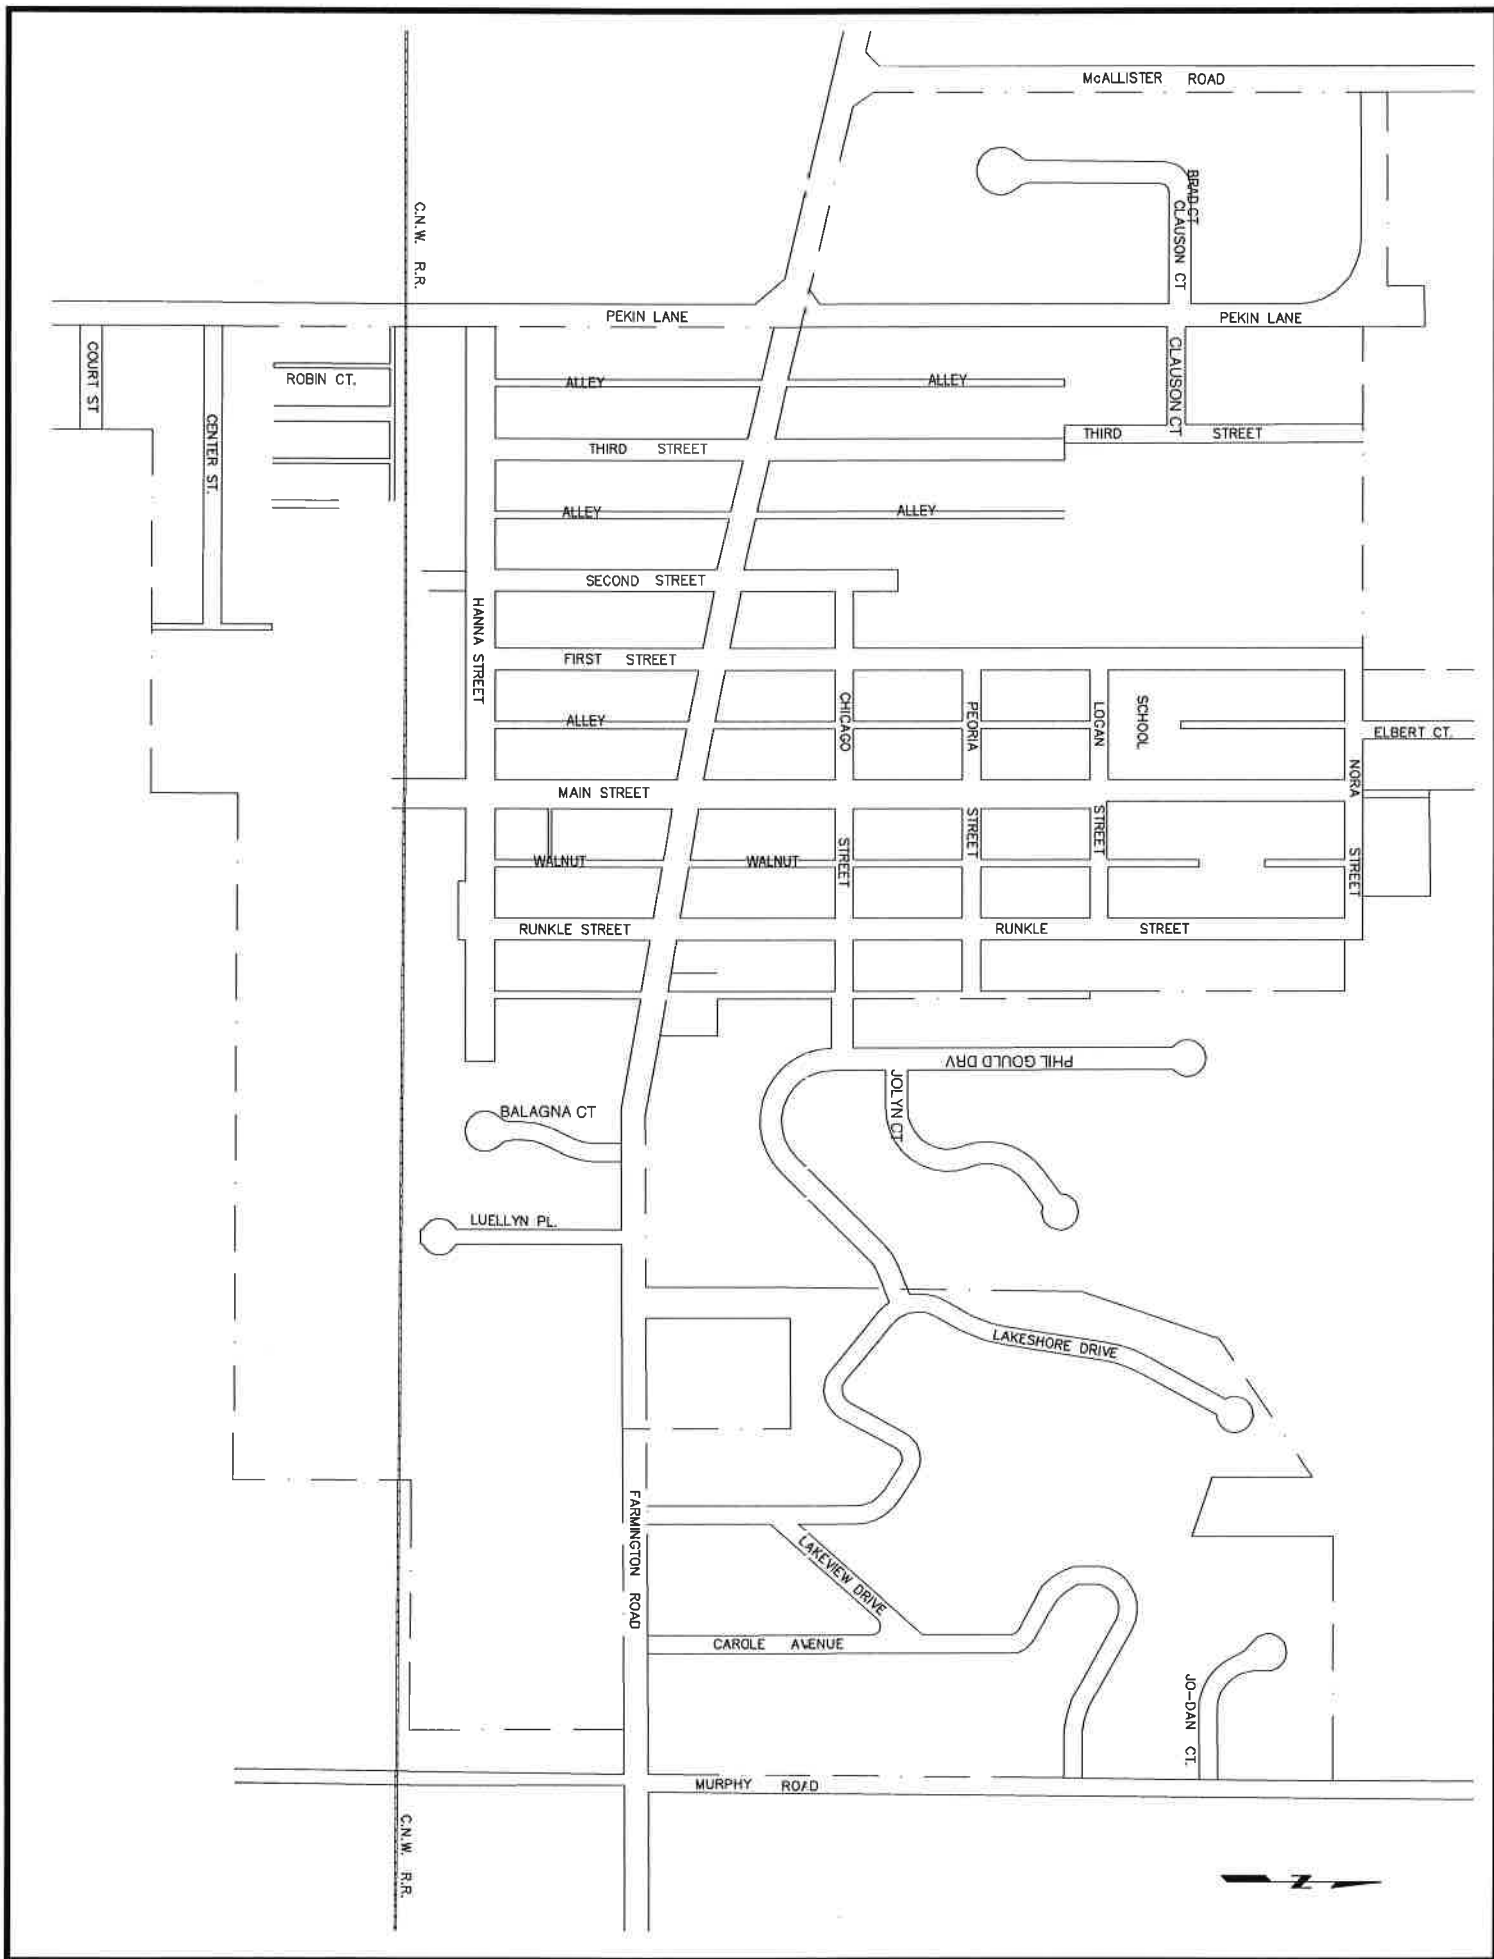 McALLISTER ROAD
BRAD CT
CLAUSON CT
C.N.W. R.R.
PEKIN LANE
PEKIN LANE
COURT ST
ROBIN CT.
ALLEY
ALLEY
CLAUSON CT
CENTER ST.
THIRD STREET
THIRD STREET
ALLEY
ALLEY
SECOND STREET
HANNA STREET
FIRST STREET
CHICAGO STREET
PEORIA STREET
LOGAN STREET
SCHOOL
ALLEY
ELBERT CT.
NORA STREET
MAIN STREET
WALNUT
WALNUT
RUNKLE STREET
RUNKLE STREET
PHIL GOULD DRV
JOLYN CT
BALAGNA CT
LUELLYN PL.
LAKESHORE DRIVE
FARMINGTON ROAD
LAKEVIEW DRIVE
CAROLE AVENUE
JO-DAN CT.
MURPHY ROAD
C.N.W. R.R.
N